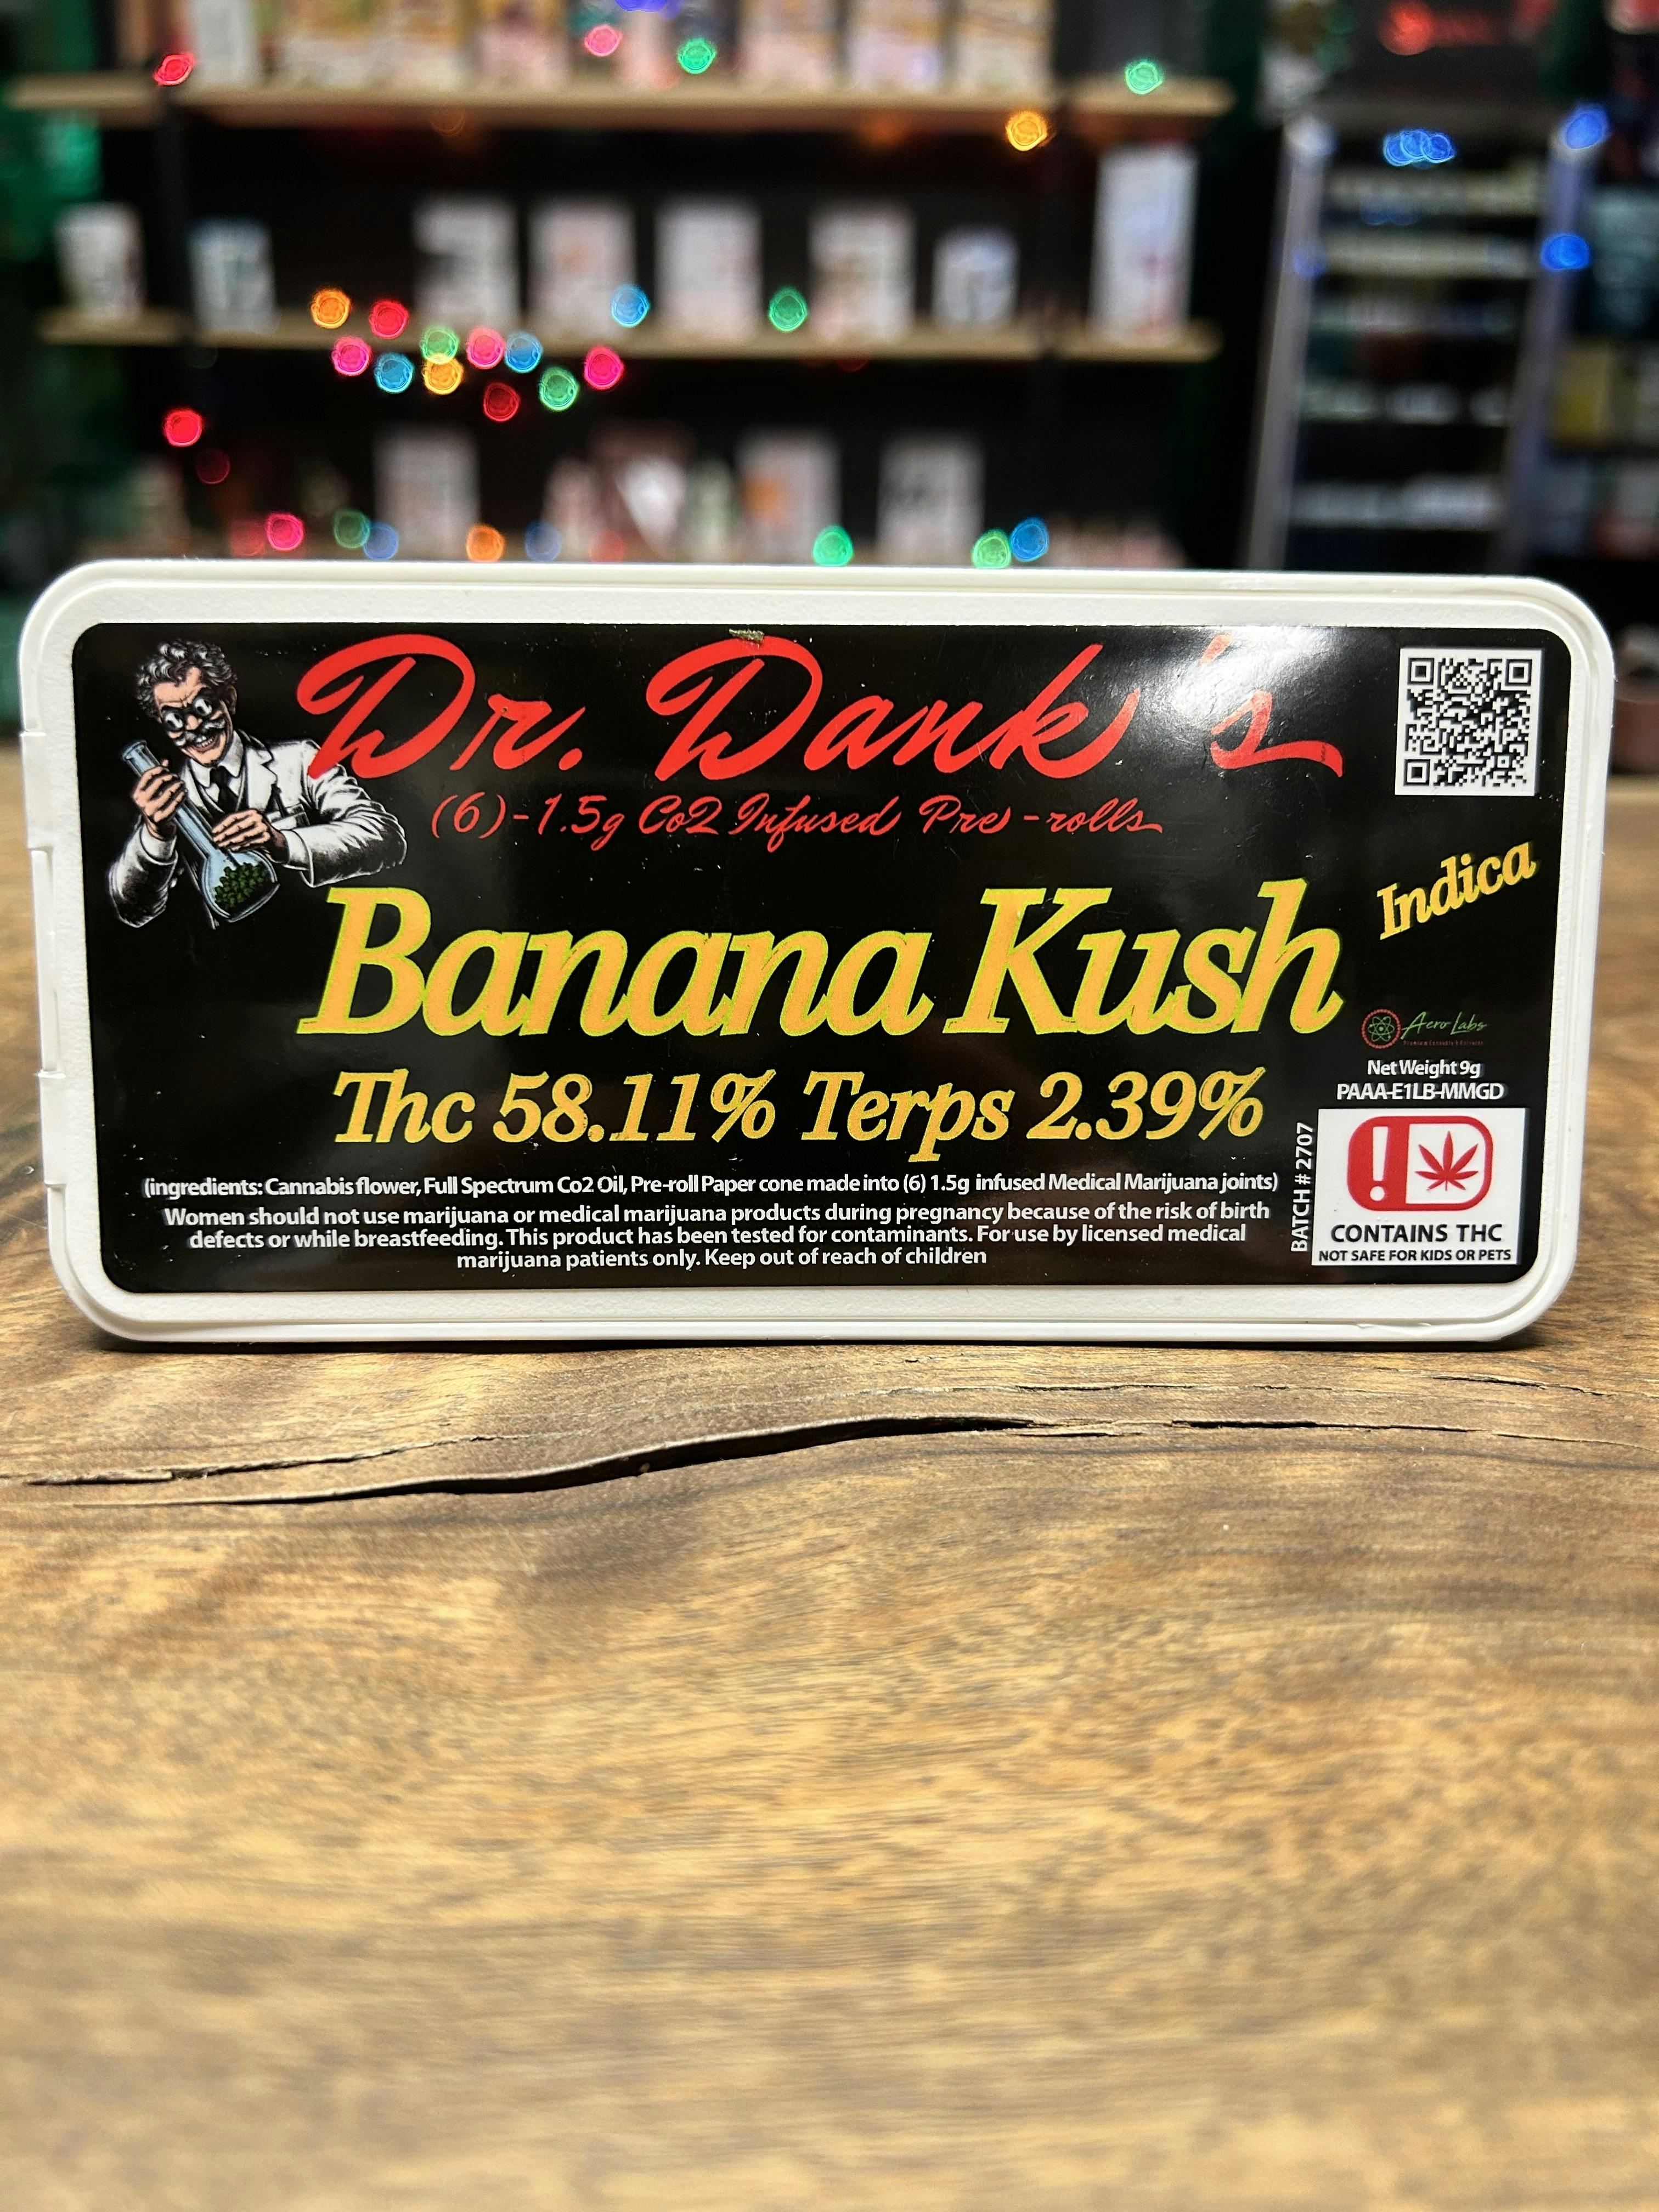 Dr. Dank's
(6)-1.5g Co2 Infused Pre-rolls
Indica
Banana Kush
Aero Labs
Thc 58.11% Terps 2.39%
Net Weight 9g
PAAA-E1LB-MMGD
(ingredients: Cannabis flower, Full Spectrum Co2 Oil, Pre-roll Paper cone made into (6) 1.5g infused Medical Marijuana joints)
Women should not use marijuana or medical marijuana products during pregnancy because of the risk of birth
defects or while breastfeeding. This product has been tested for contaminants. For use by licensed medical
marijuana patients only. Keep out of reach of children
BATCH # 2707
CONTAINS THC
NOT SAFE FOR KIDS OR PETS